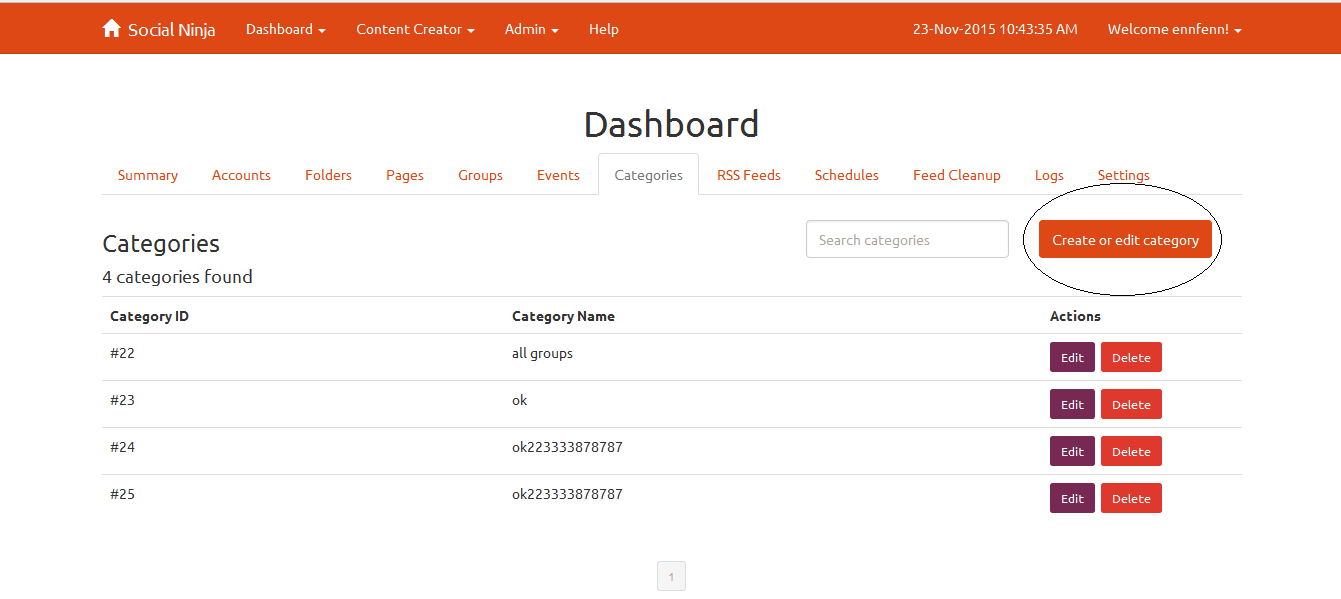 Social Ninja Dashboard Content Creator Admin Help 23-Nov-2015 10:43:35 AM Welcome ennfenn!
Dashboard
Summary Accounts Folders Pages Groups Events Categories RSS Feeds Schedules Feed Cleanup Logs Settings
Categories Search categories Create or edit category
4 categories found
Category ID Category Name Actions
#22 all groups Edit Delete
#23 ok Edit Delete
#24 ok223333878787 Edit Delete
#25 ok223333878787 Edit Delete
1